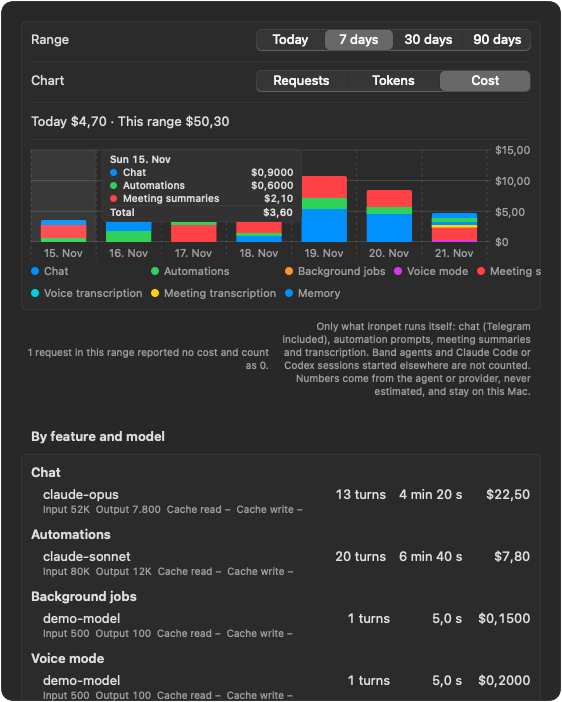 Range
Today 7 days 30 days 90 days
Chart
Requests Tokens Cost
Today $4,70 · This range $50,30
$15,00
$10,00
$5,00
$0
Sun 15. Nov
Chat $0,9000
Automations $0,6000
Meeting summaries $2,10
Total $3,60
15. Nov 16. Nov 17. Nov 18. Nov 19. Nov 20. Nov 21. Nov
Chat Automations Background jobs Voice mode Meeting s
Voice transcription Meeting transcription Memory
1 request in this range reported no cost and count
as 0.
Only what ironpet runs itself: chat (Telegram
included), automation prompts, meeting summaries
and transcription. Band agents and Claude Code or
Codex sessions started elsewhere are not counted.
Numbers come from the agent or provider, never
estimated, and stay on this Mac.
By feature and model
Chat
claude-opus 13 turns 4 min 20 s $22,50
Input 52K Output 7.800 Cache read – Cache write –
Automations
claude-sonnet 20 turns 6 min 40 s $7,80
Input 80K Output 12K Cache read – Cache write –
Background jobs
demo-model 1 turns 5,0 s $0,1500
Input 500 Output 100 Cache read – Cache write –
Voice mode
demo-model 1 turns 5,0 s $0,2000
Input 500 Output 100 Cache read – Cache write –